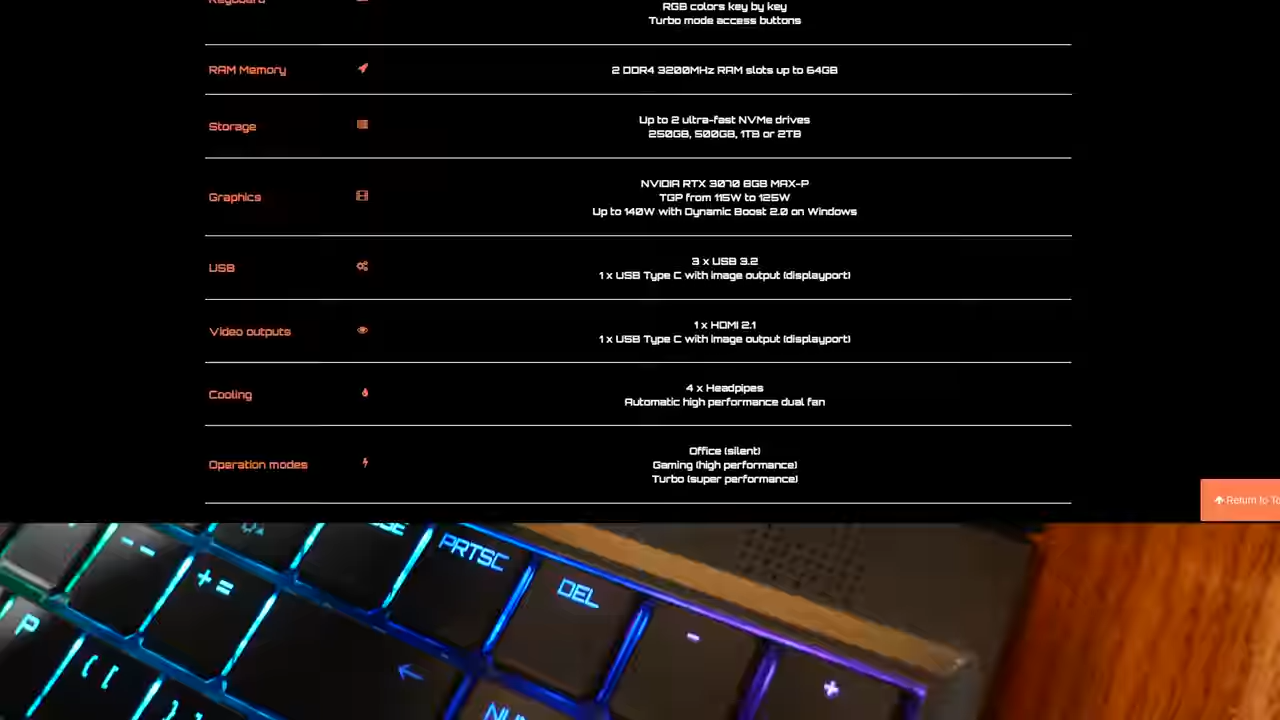 Keyboard
RGB colors key by key
Turbo mode access buttons
RAM Memory
2 DDR4 3200MHz RAM slots up to 64GB
Storage
Up to 2 ultra-fast NVMe drives
250GB, 500GB, 1TB or 2TB
Graphics
NVIDIA RTX 3070 8GB MAX-P
TGP from 115W to 125W
Up to 140W with Dynamic Boost 2.0 on Windows
USB
3 x USB 3.2
1 x USB Type C with image output (displayport)
Video outputs
1 x HDMI 2.1
1 x USB Type C with image output (displayport)
Cooling
4 x Headpipes
Automatic high performance dual fan
Operation modes
Office (silent)
Gaming (high performance)
Turbo (super performance)
Return to To
PRTSC
DEL
- -
+ =
-
+
P
[ {
] }
←
NU